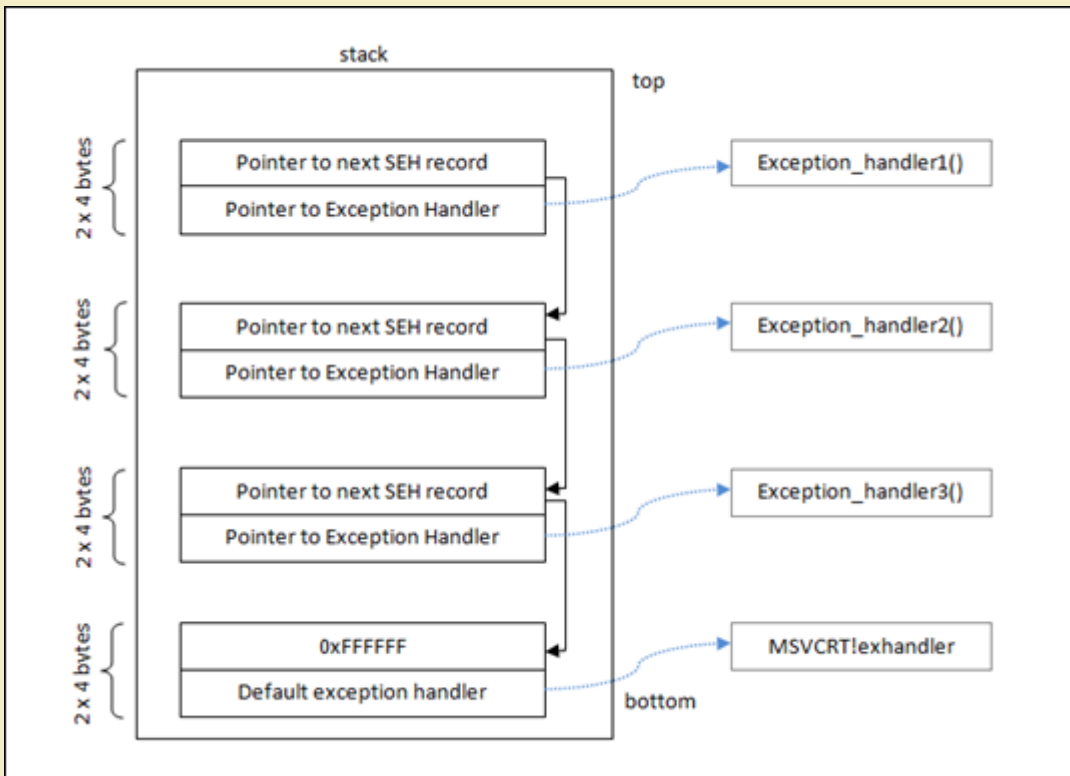 stack
top
2 x 4 bytes
Pointer to next SEH record
Pointer to Exception Handler
Exception_handler1()
2 x 4 bytes
Pointer to next SEH record
Pointer to Exception Handler
Exception_handler2()
2 x 4 bytes
Pointer to next SEH record
Pointer to Exception Handler
Exception_handler3()
2 x 4 bytes
0xFFFFFF
Default exception handler
MSVCRT!exhandler
bottom